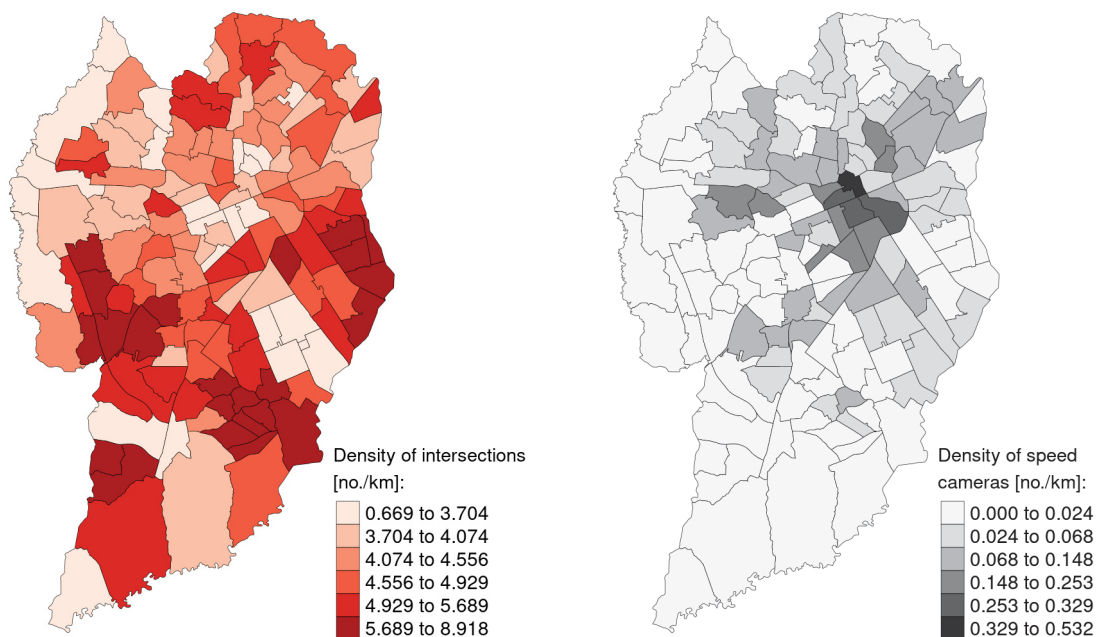 Density of intersections
[no./km]:
0.669 to 3.704
3.704 to 4.074
4.074 to 4.556
4.556 to 4.929
4.929 to 5.689
5.689 to 8.918
Density of speed
cameras [no./km]:
0.000 to 0.024
0.024 to 0.068
0.068 to 0.148
0.148 to 0.253
0.253 to 0.329
0.329 to 0.532